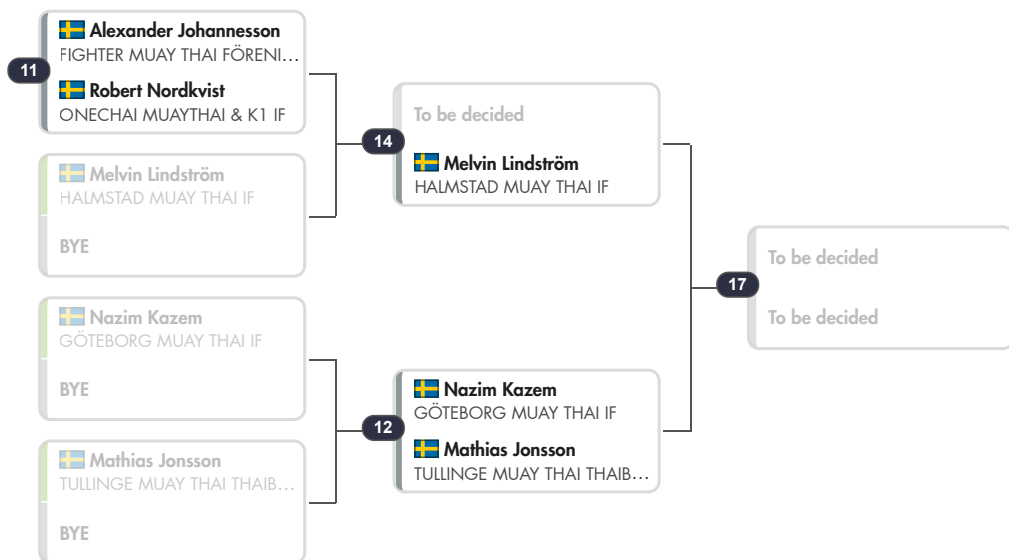 Alexander Johannesson
FIGHTER MUAY THAI FÖRENI...
11
Robert Nordkvist
ONECHAI MUAYTHAI & K1 IF
Melvin Lindström
HALMSTAD MUAY THAI IF
BYE
Nazim Kazem
GÖTEBORG MUAY THAI IF
BYE
Mathias Jonsson
TULLINGE MUAY THAI THAIB...
BYE
To be decided
14
Melvin Lindström
HALMSTAD MUAY THAI IF
Nazim Kazem
GÖTEBORG MUAY THAI IF
12
Mathias Jonsson
TULLINGE MUAY THAI THAIB...
To be decided
17
To be decided